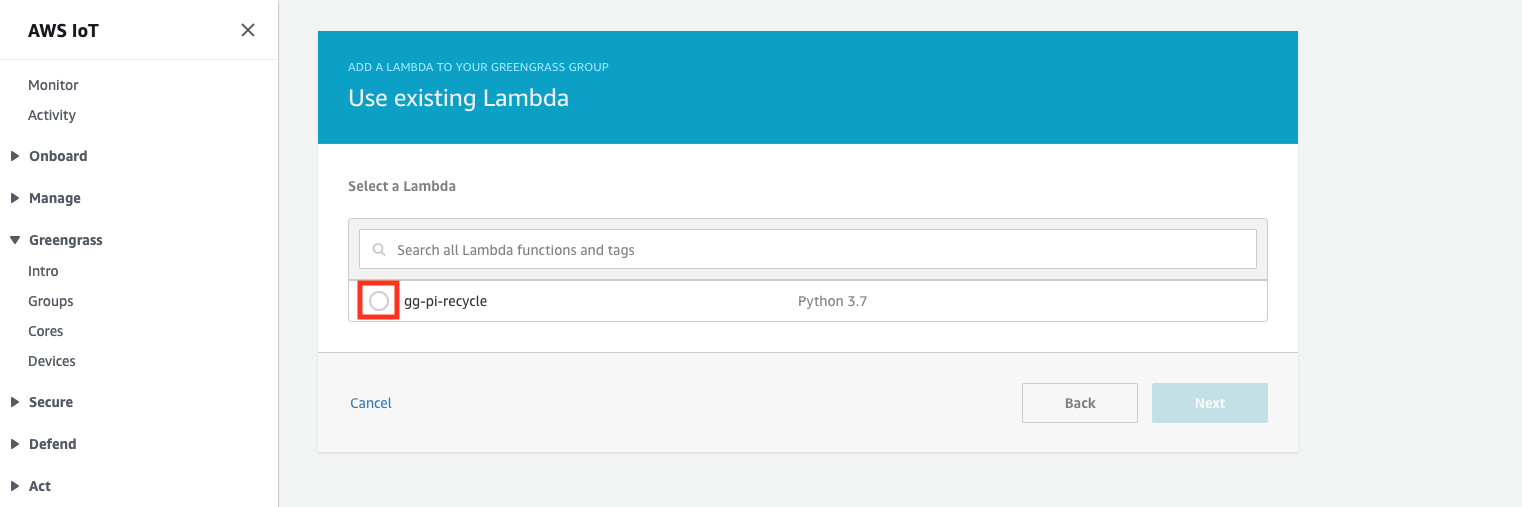 AWS IoT
Monitor
Activity
Onboard
Manage
Greengrass
Intro
Groups
Cores
Devices
Secure
Defend
Act
ADD A LAMBDA TO YOUR GREENGRASS GROUP
Use existing Lambda
Select a Lambda
Search all Lambda functions and tags
gg-pi-recycle Python 3.7
Cancel Back Next